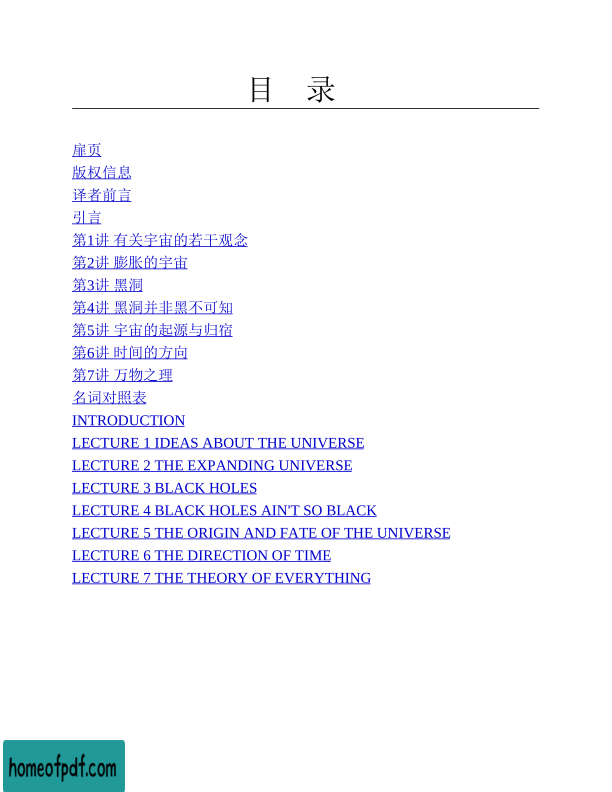 目 录
扉页
版权信息
译者前言
引言
第1讲 有关宇宙的若干观念
第2讲 膨胀的宇宙
第3讲 黑洞
第4讲 黑洞并非黑不可知
第5讲 宇宙的起源与归宿
第6讲 时间的方向
第7讲 万物之理
名词对照表
INTRODUCTION
LECTURE 1 IDEAS ABOUT THE UNIVERSE
LECTURE 2 THE EXPANDING UNIVERSE
LECTURE 3 BLACK HOLES
LECTURE 4 BLACK HOLES AIN'T SO BLACK
LECTURE 5 THE ORIGIN AND FATE OF THE UNIVERSE
LECTURE 6 THE DIRECTION OF TIME
LECTURE 7 THE THEORY OF EVERYTHING
homeofpdf.com